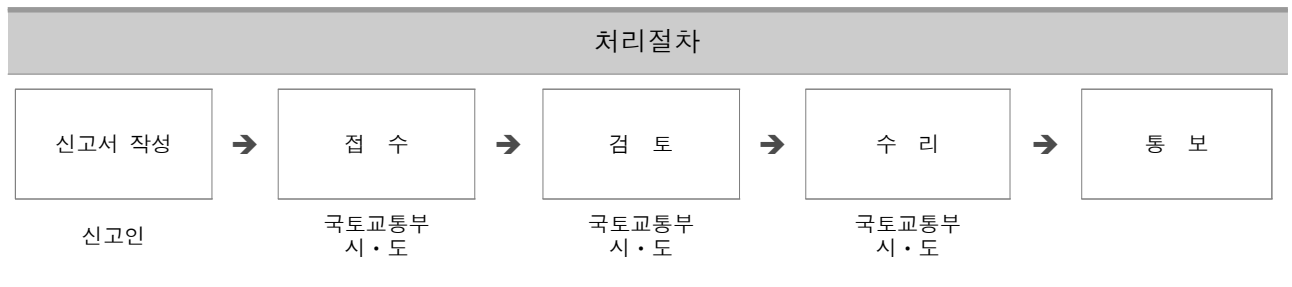 처리절차
신고서 작성 ➔ 접 수 ➔ 검 토 ➔ 수 리 ➔ 통 보
신고인
국토교통부
시·도
국토교통부
시·도
국토교통부
시·도